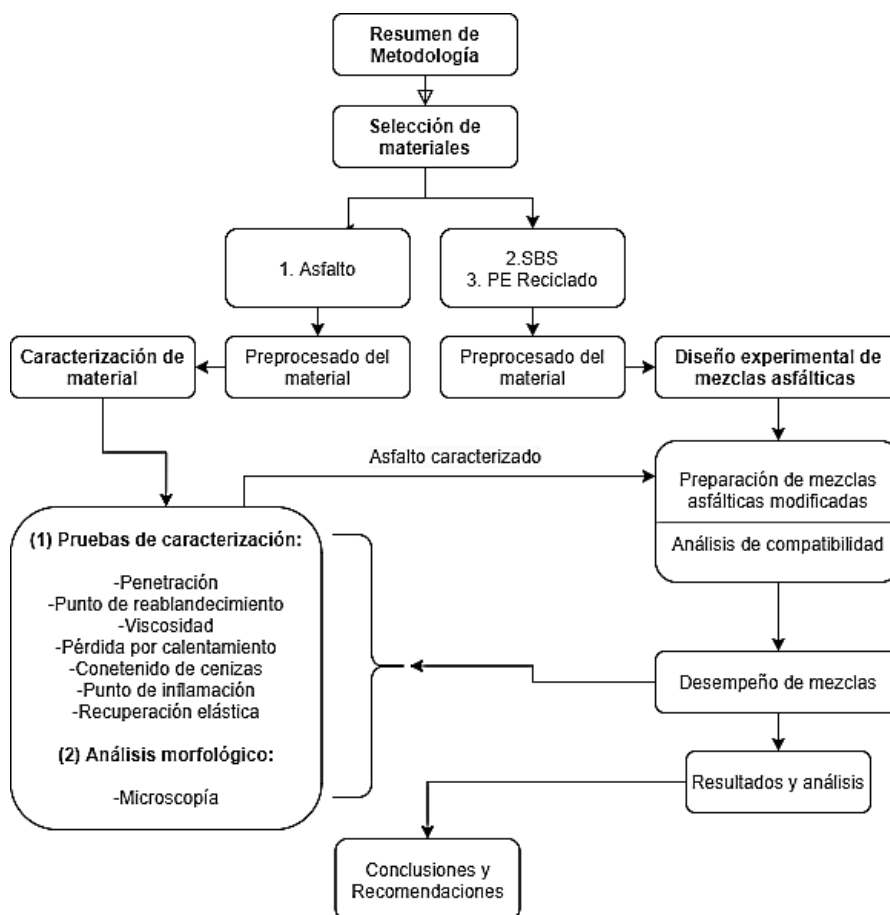 Resumen de
Metodología
Selección de
materiales
1. Asfalto
2.SBS
3. PE Reciclado
Caracterización de
material
Preprocesado del
material
Preprocesado del
material
Diseño experimental de
mezclas asfálticas
Asfalto caracterizado
Preparación de mezclas
asfálticas modificadas
Análisis de compatibilidad
(1) Pruebas de caracterización:
-Penetración
-Punto de reablandecimiento
-Viscosidad
-Pérdida por calentamiento
-Conetenido de cenizas
-Punto de inflamación
-Recuperación elástica
(2) Análisis morfológico:
-Microscopía
Desempeño de mezclas
Resultados y análisis
Conclusiones y
Recomendaciones